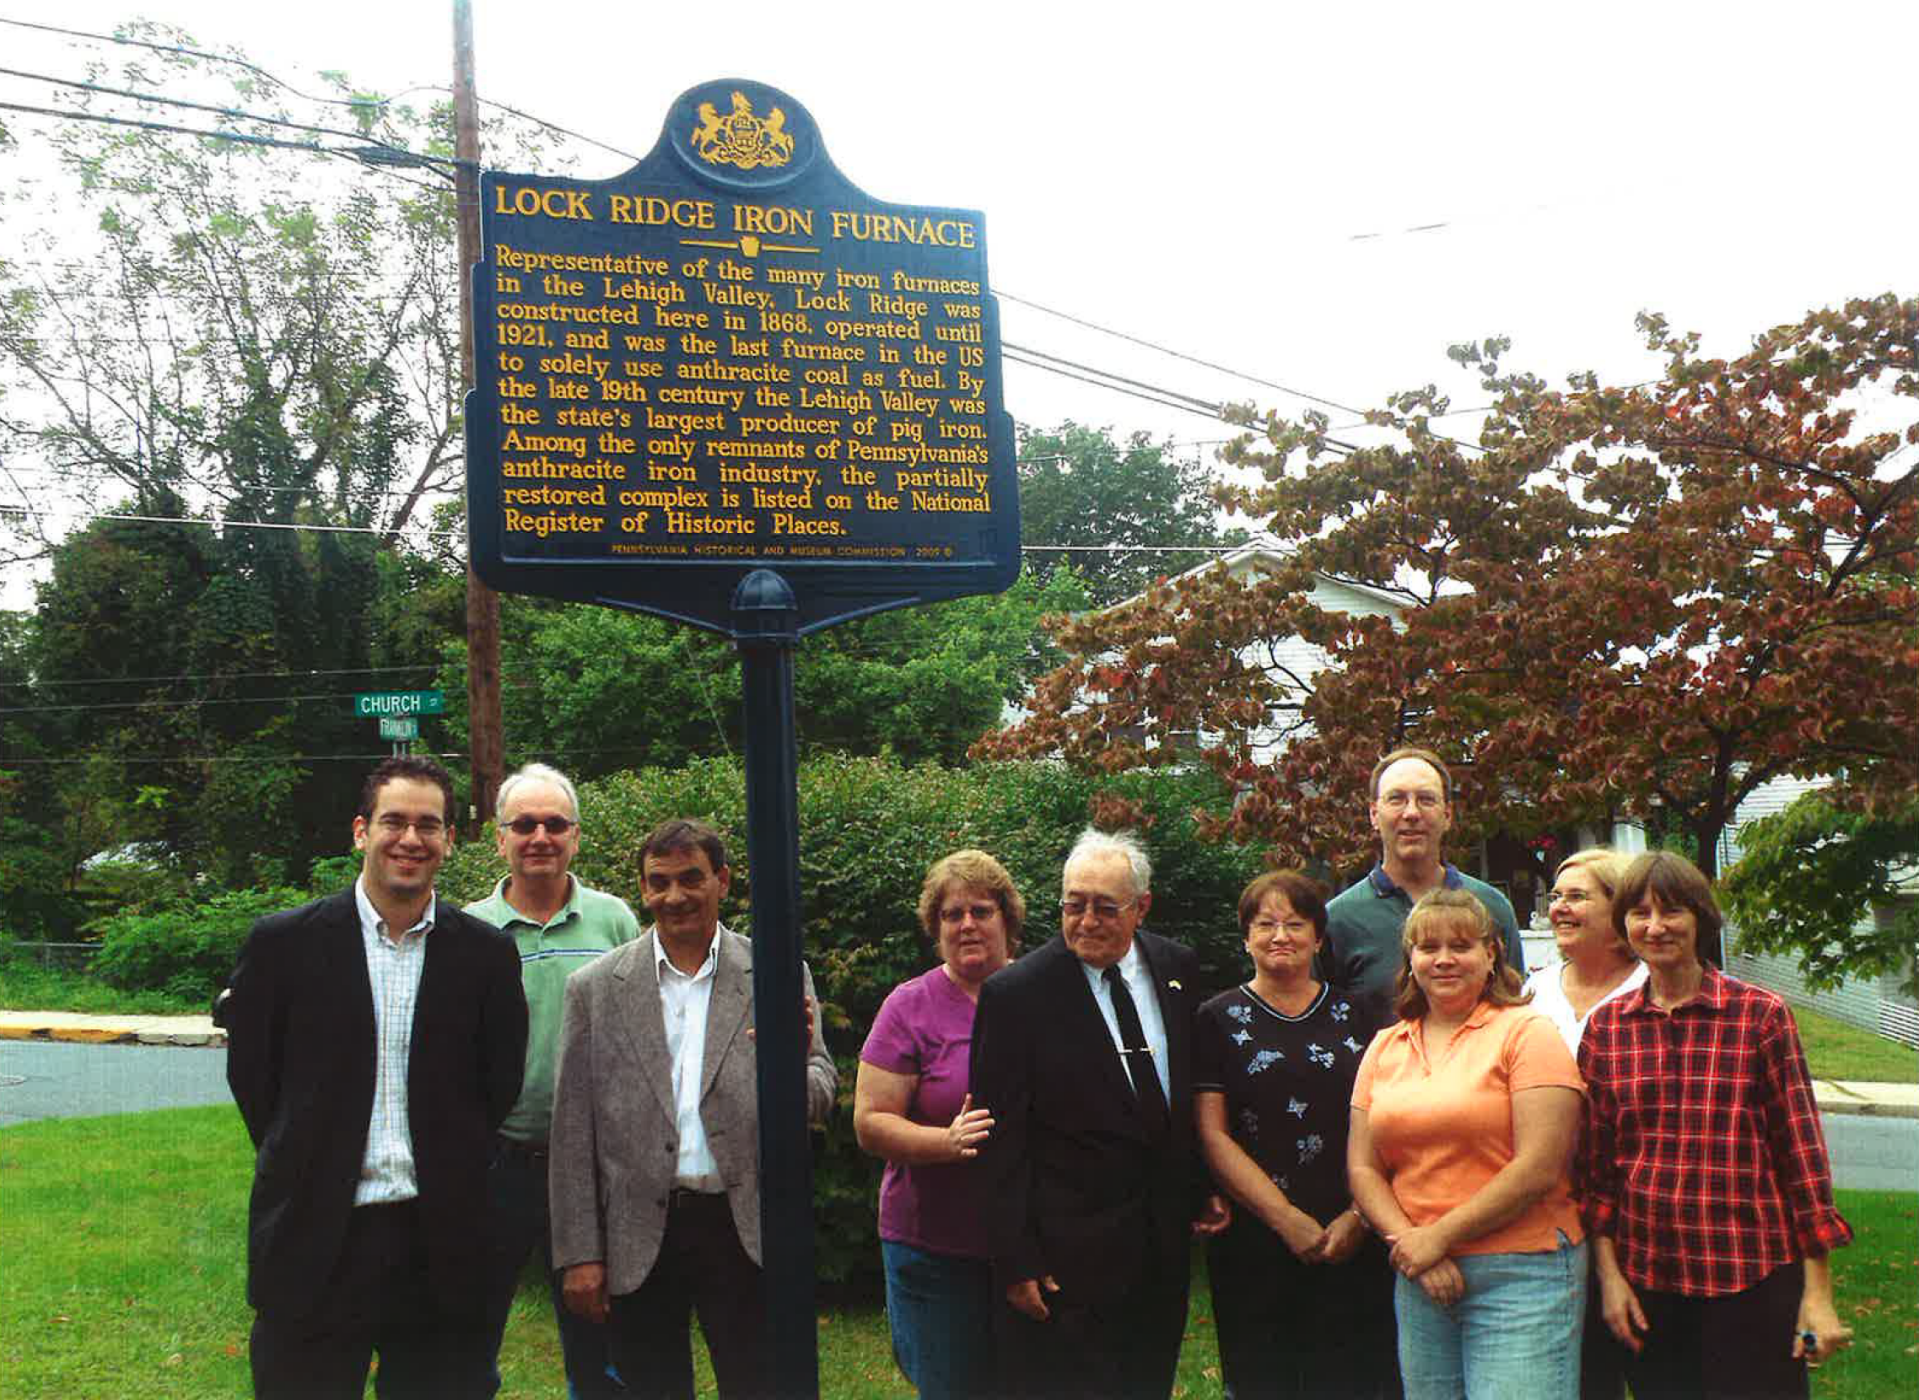 LOCK RIDGE IRON FURNACE
Representative of the many iron furnaces
in the Lehigh Valley, Lock Ridge was
constructed here in 1868, operated until
1921, and was the last furnace in the US
to solely use anthracite coal as fuel. By
the late 19th century the Lehigh Valley was
the state's largest producer of pig iron.
Among the only remnants of Pennsylvania's
anthracite iron industry, the partially
restored complex is listed on the National
Register of Historic Places.
PENNSYLVANIA HISTORICAL AND MUSEUM COMMISSION 2009 ©
CHURCH ST
FRANKLIN